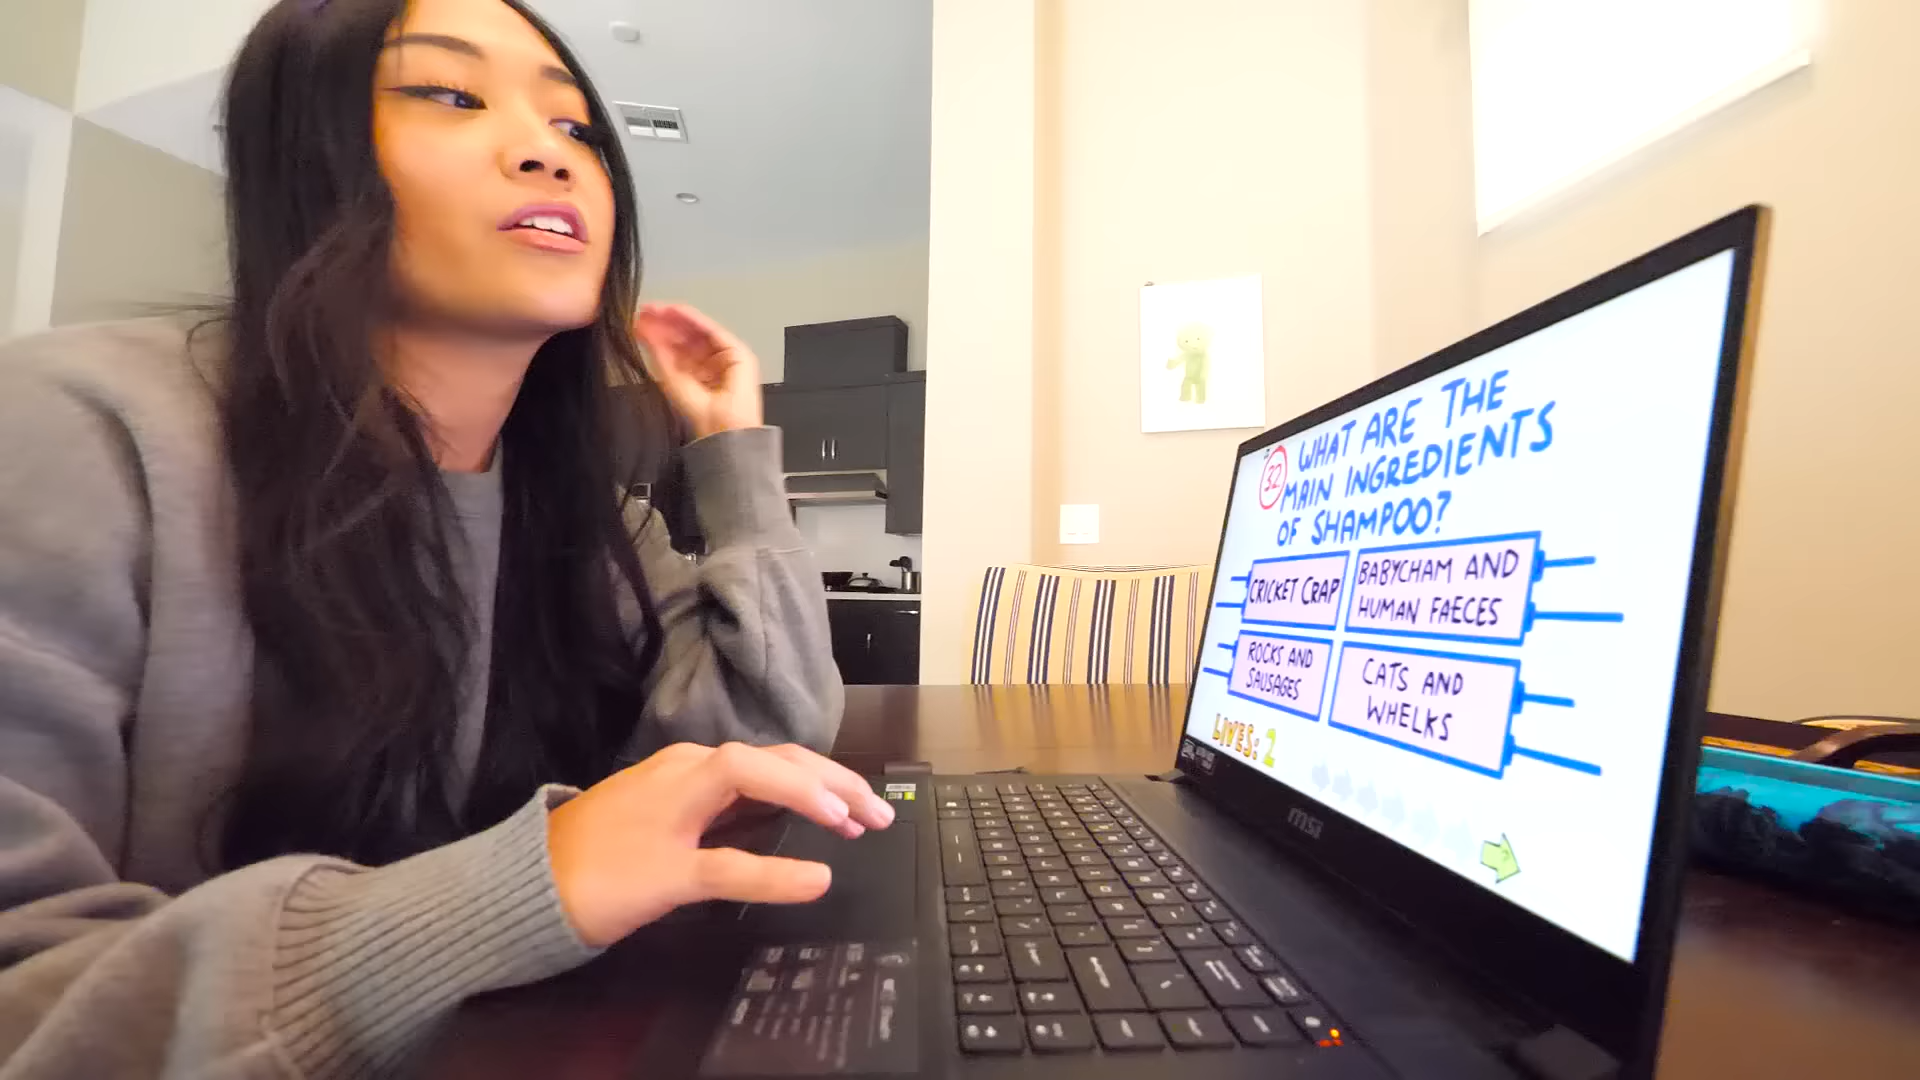 32
WHAT ARE THE
MAIN INGREDIENTS
OF SHAMPOO?
CRICKET CRAP
BABYCHAM AND
HUMAN FAECES
ROCKS AND
SAUSAGES
CATS AND
WHELKS
LIVES: 2
msi